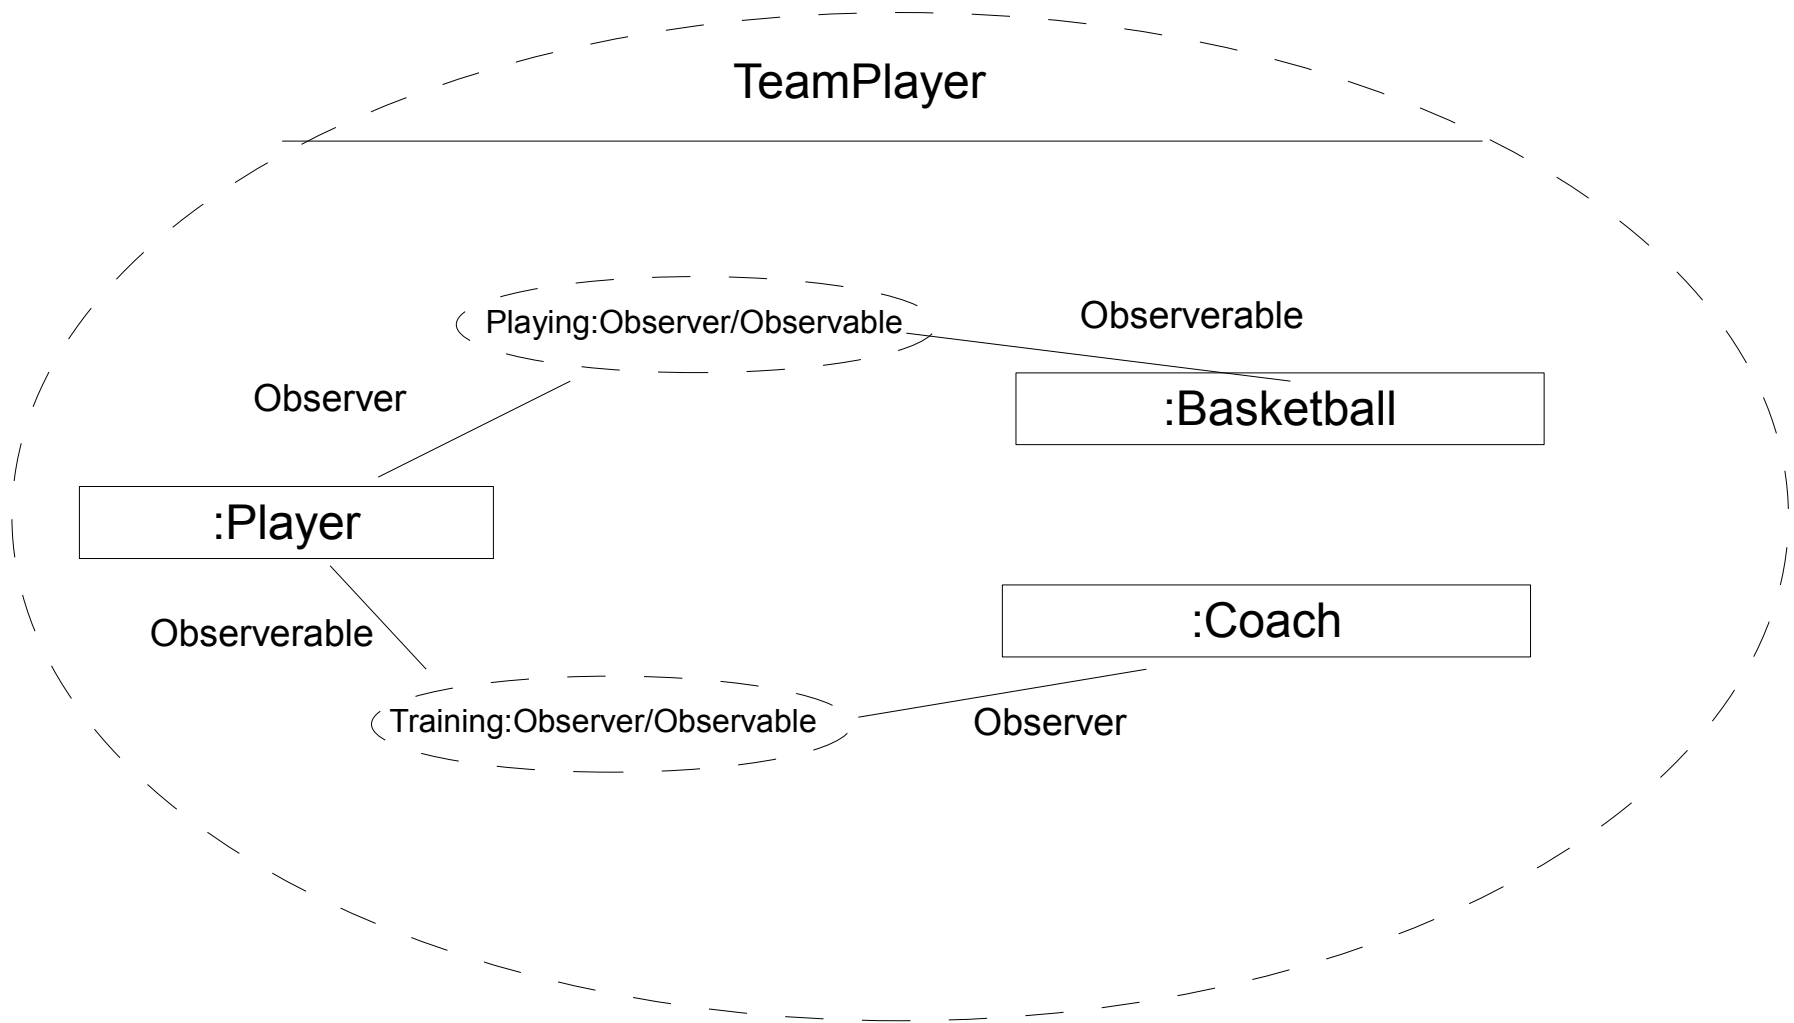 TeamPlayer
Playing:Observer/Observable
Observerable
Observer
:Basketball
:Player
:Coach
Observerable
Training:Observer/Observable
Observer